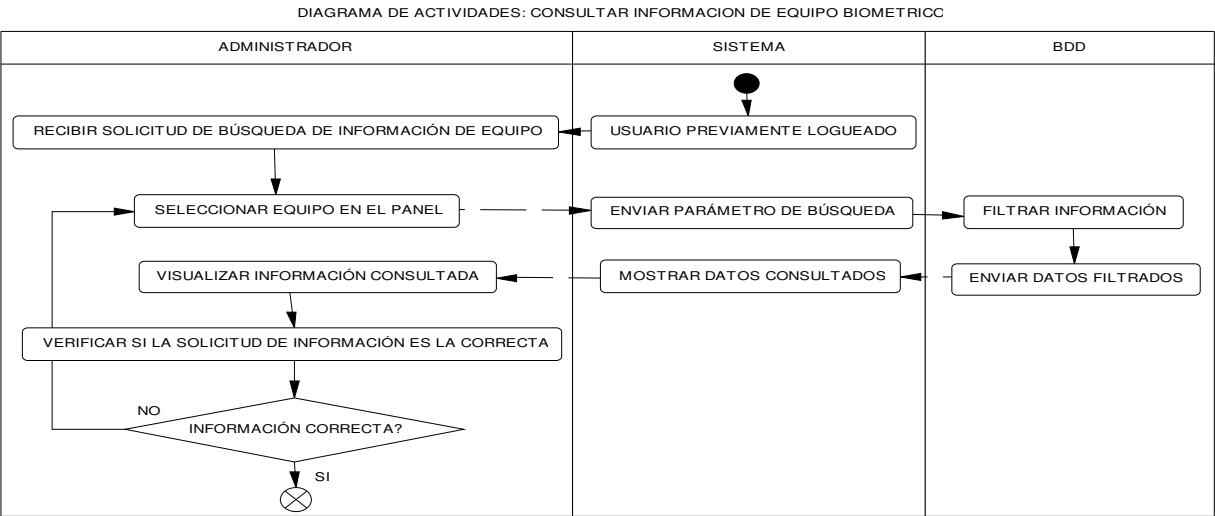 DIAGRAMA DE ACTIVIDADES: CONSULTAR INFORMACION DE EQUIPO BIOMETRICO
ADMINISTRADOR
SISTEMA
BDD
RECIBIR SOLICITUD DE BÚSQUEDA DE INFORMACIÓN DE EQUIPO
USUARIO PREVIAMENTE LOGUEADO
SELECCIONAR EQUIPO EN EL PANEL
ENVIAR PARÁMETRO DE BÚSQUEDA
FILTRAR INFORMACIÓN
VISUALIZAR INFORMACIÓN CONSULTADA
MOSTRAR DATOS CONSULTADOS
ENVIAR DATOS FILTRADOS
VERIFICAR SI LA SOLICITUD DE INFORMACIÓN ES LA CORRECTA
NO
INFORMACIÓN CORRECTA?
SI